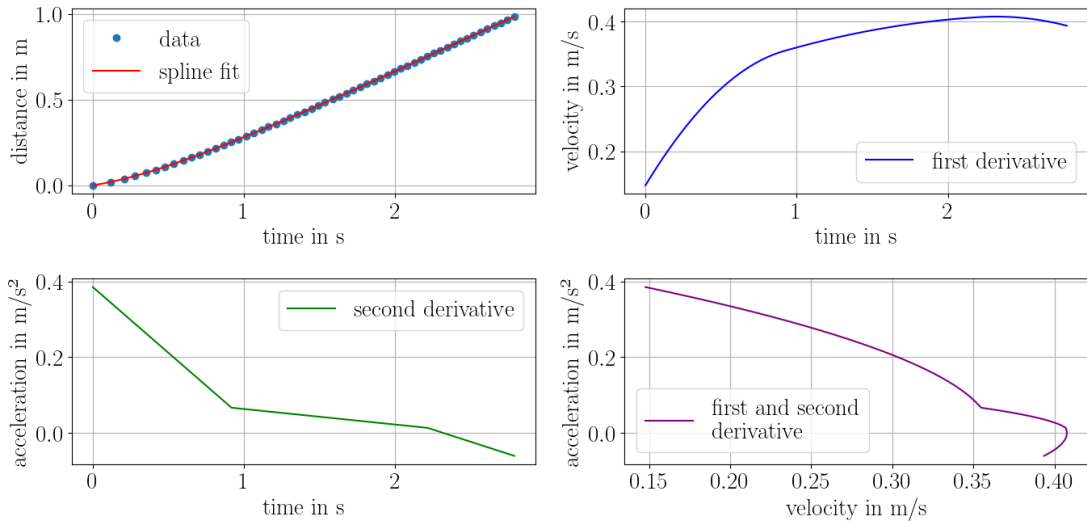 1.0
0.5
0.0
distance in m
data
spline fit
0
1
2
time in s
0.4
0.3
0.2
velocity in m/s
first derivative
0
1
2
time in s
0.4
0.2
0.0
acceleration in m/s²
second derivative
0
1
2
time in s
0.4
0.2
0.0
acceleration in m/s²
first and second
derivative
0.15
0.20
0.25
0.30
0.35
0.40
velocity in m/s